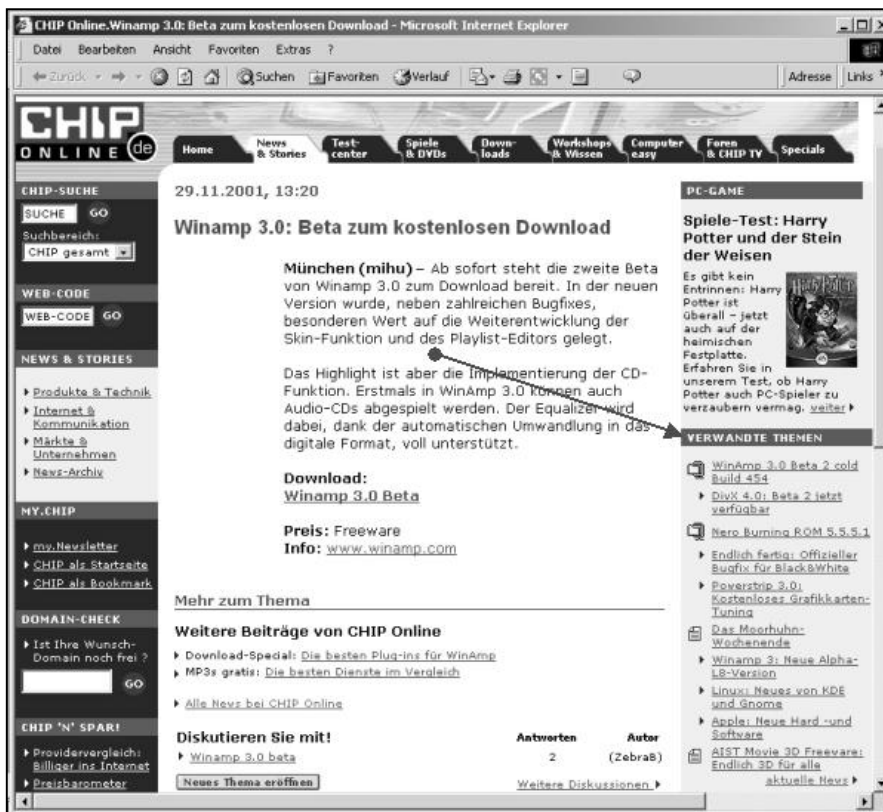 CHIP Online.Winamp 3.0: Beta zum kostenlosen Download - Microsoft Internet Explorer
Datei Bearbeiten Ansicht Favoriten Extras ?
Zurück Suchen Favoriten Verlauf Adresse Links
CHIP
ONLINE de
Home
News & Stories
Test-center
Spiele & DVDs
Down-loads
Workshops & Wissen
Computer easy
Foren & CHIP TV
Specials
CHIP-SUCHE
SUCHE GO
Suchbereich:
CHIP gesamt
WEB-CODE
WEB-CODE GO
NEWS & STORIES
Produkte & Technik
Internet &
Kommunikation
Märkte &
Unternehmen
News-Archiv
MY.CHIP
my.Newsletter
CHIP als Startseite
CHIP als Bookmark
DOMAIN-CHECK
Ist Ihre Wunsch-
Domain noch frei ?
GO
CHIP 'N' SPAR!
Providervergleich:
Billiger ins Internet
Preisbarometer
29.11.2001, 13:20
Winamp 3.0: Beta zum kostenlosen Download
München (mihu) – Ab sofort steht die zweite Beta
von Winamp 3.0 zum Download bereit. In der neuen
Version wurde, neben zahlreichen Bugfixes,
besonderen Wert auf die Weiterentwicklung der
Skin-Funktion und des Playlist-Editors gelegt.
Das Highlight ist aber die Implementierung der CD-
Funktion. Erstmals in WinAmp 3.0 können auch
Audio-CDs abgespielt werden. Der Equalizer wird
dabei, dank der automatischen Umwandlung in das
digitale Format, voll unterstützt.
Download:
Winamp 3.0 Beta
Preis: Freeware
Info: www.winamp.com
Mehr zum Thema
Weitere Beiträge von CHIP Online
Download-Special: Die besten Plug-ins für WinAmp
MP3s gratis: Die besten Dienste im Vergleich
Alle News bei CHIP Online
Diskutieren Sie mit! Antworten Autor
Winamp 3.0 beta 2 (ZebraB)
Neues Thema eröffnen Weitere Diskussionen
PC-GAME
Spiele-Test: Harry
Potter und der Stein
der Weisen
Es gibt kein
Entrinnen: Harry
Potter ist
überall – jetzt
auch auf der
heimischen
Festplatte.
Erfahren Sie in
unserem Test, ob Harry
Potter auch PC-Spieler zu
verzaubern vermag. weiter
Harry Potter
VERWANDTE THEMEN
WinAmp 3.0 Beta 2 cold
Build 454
DivX 4.0: Beta 2 jetzt
verfügbar
Nero Burning ROM 5.5.5.1
Endlich fertig: Offizieller
Bugfix für Black&White
Powerstrip 3.0:
Kostenloses Grafikkarten-
Tuning
Das Moorhuhn-
Wochenende
Winamp 3: Neue Alpha-
L8-Version
Linux: Neues von KDE
und Gnome
Apple: Neue Hard -und
Software
AIST Movie 3D Freeware:
Endlich 3D für alle
aktuelle News